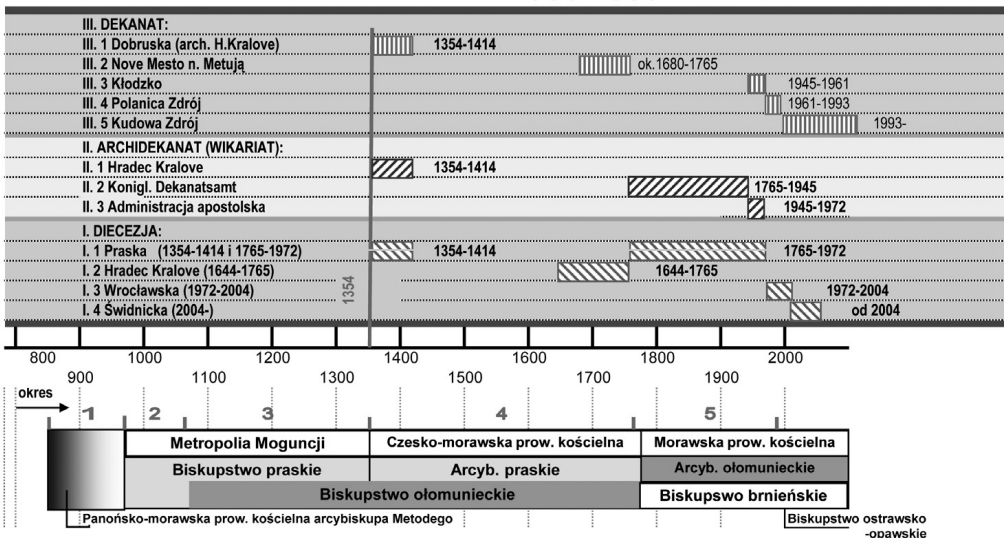 III. DEKANAT:
III. 1 Dobruska (arch. H.Kralove) 1354-1414
III. 2 Nove Mesto n. Metują ok.1680-1765
III. 3 Kłodzko 1945-1961
III. 4 Polanica Zdrój 1961-1993
III. 5 Kudowa Zdrój 1993-
II. ARCHIDEKANAT (WIKARIAT):
II. 1 Hradec Kralove 1354-1414
II. 2 Konigl. Dekanatsamt 1765-1945
II. 3 Administracja apostolska 1945-1972
I. DIECEZJA:
I. 1 Praska (1354-1414 i 1765-1972) 1354-1414 1765-1972
I. 2 Hradec Kralove (1644-1765) 1644-1765
I. 3 Wrocławska (1972-2004) 1972-2004
I. 4 Świdnicka (2004-) od 2004
1354
800 1000 1200 1400 1600 1800 2000
900 1100 1300 1500 1700 1900
okres
1 2 3 4 5
Metropolia Moguncji Czesko-morawska prow. kościelna Morawska prow. kościelna
Biskupstwo praskie Arcyb. praskie Arcyb. ołomunieckie
Biskupstwo ołomunieckie Biskupswo brnieńskie
Panońsko-morawska prow. kościelna arcybiskupa Metodego Biskupstwo ostrawsko
-opawskie